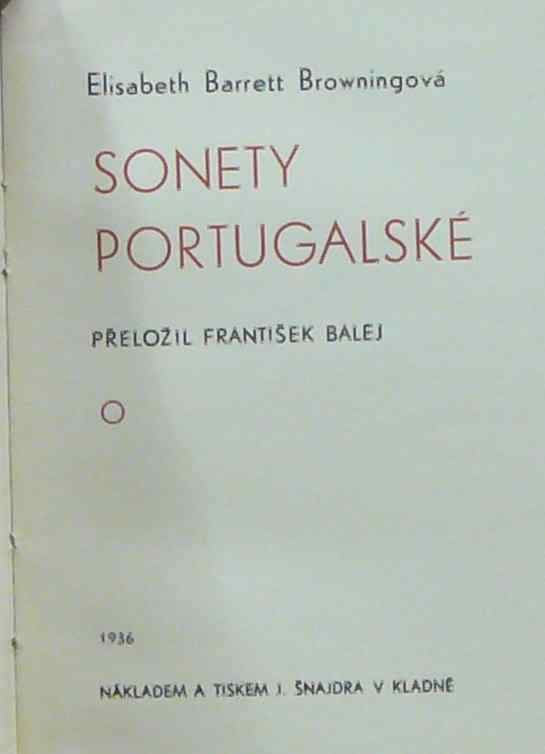 Elisabeth Barrett Browningová
SONETY
PORTUGALSKÉ
PŘELOŽIL FRANTIŠEK BALEJ
O
1936
NÁKLADEM A TISKEM J. ŠNAJDRA V KLADNĚ